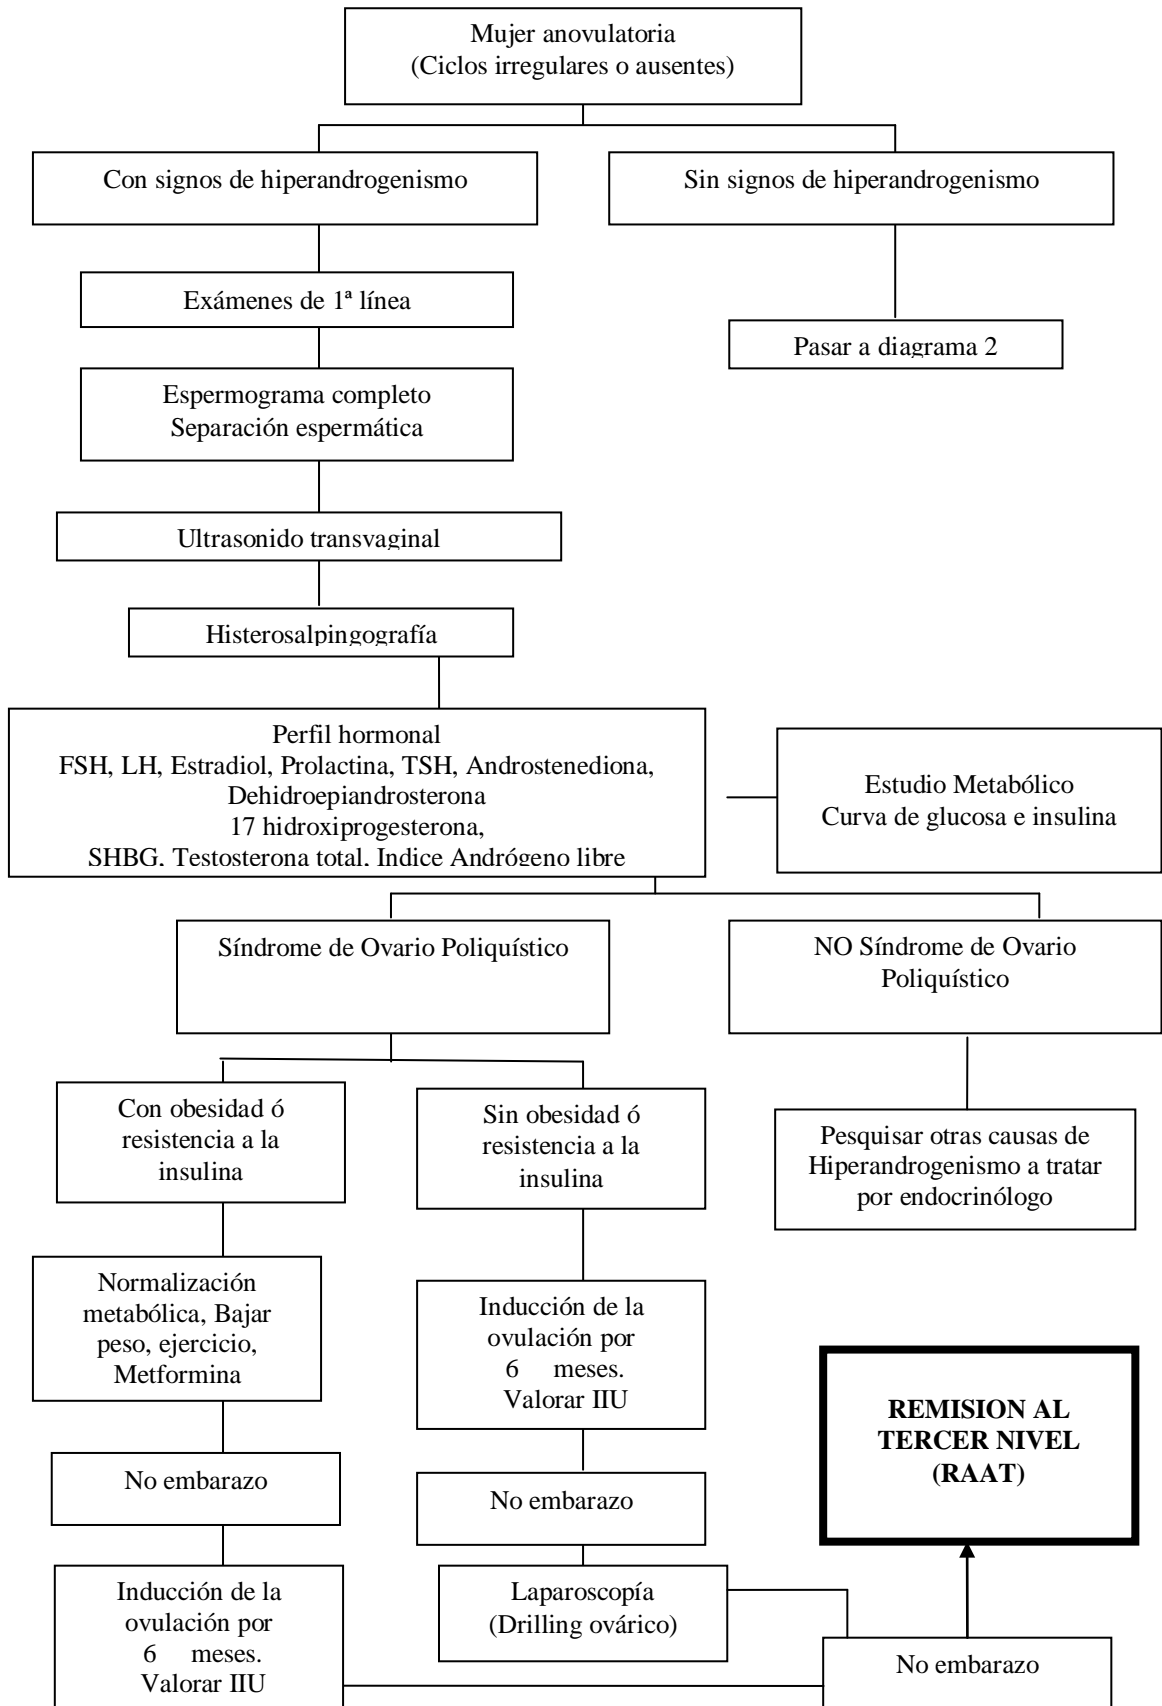 Mujer anovulatoria
(Ciclos irregulares o ausentes)
Con signos de hiperandrogenismo
Sin signos de hiperandrogenismo
Exámenes de 1ª línea
Pasar a diagrama 2
Espermograma completo
Separación espermática
Ultrasonido transvaginal
Histerosalpingografía
Perfil hormonal
FSH, LH, Estradiol, Prolactina, TSH, Androstenediona,
Dehidroepiandrosterona
17 hidroxiprogesterona,
SHBG, Testosterona total, Indice Andrógeno libre
Estudio Metabólico
Curva de glucosa e insulina
Síndrome de Ovario Poliquístico
NO Síndrome de Ovario
Poliquístico
Con obesidad ó
resistencia a la
insulina
Sin obesidad ó
resistencia a la
insulina
Pesquisar otras causas de
Hiperandrogenismo a tratar
por endocrinólogo
Normalización
metabólica, Bajar
peso, ejercicio,
Metformina
Inducción de la
ovulación por
6 meses.
Valorar IIU
REMISION AL
TERCER NIVEL
(RAAT)
No embarazo
No embarazo
Inducción de la
ovulación por
6 meses.
Valorar IIU
Laparoscopía
(Drilling ovárico)
No embarazo